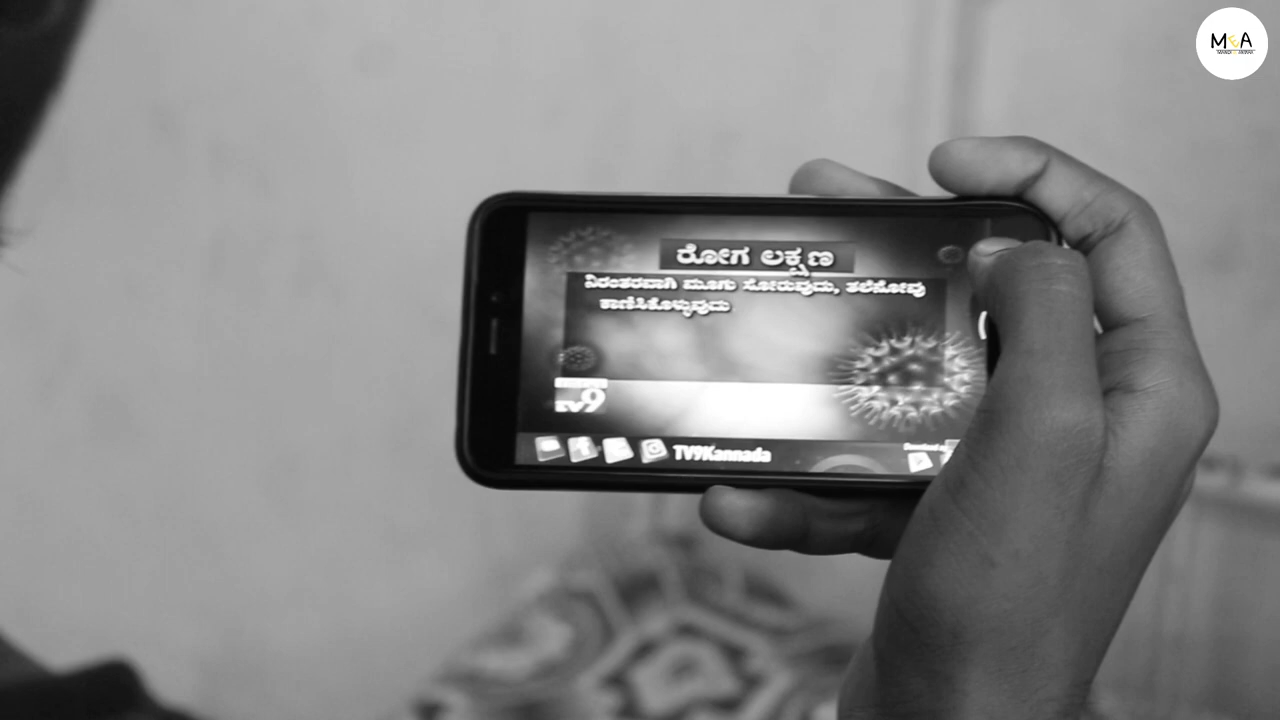 M&A
ರೋಗ ಲಕ್ಷಣ
ನಿರಂತರವಾಗಿ ಮೂಗು ಸೋರುವುದು, ತಲೆನೋವು
ಕಾಣಿಸಿಕೊಳ್ಳುವುದು
TV9
TV9Kannada